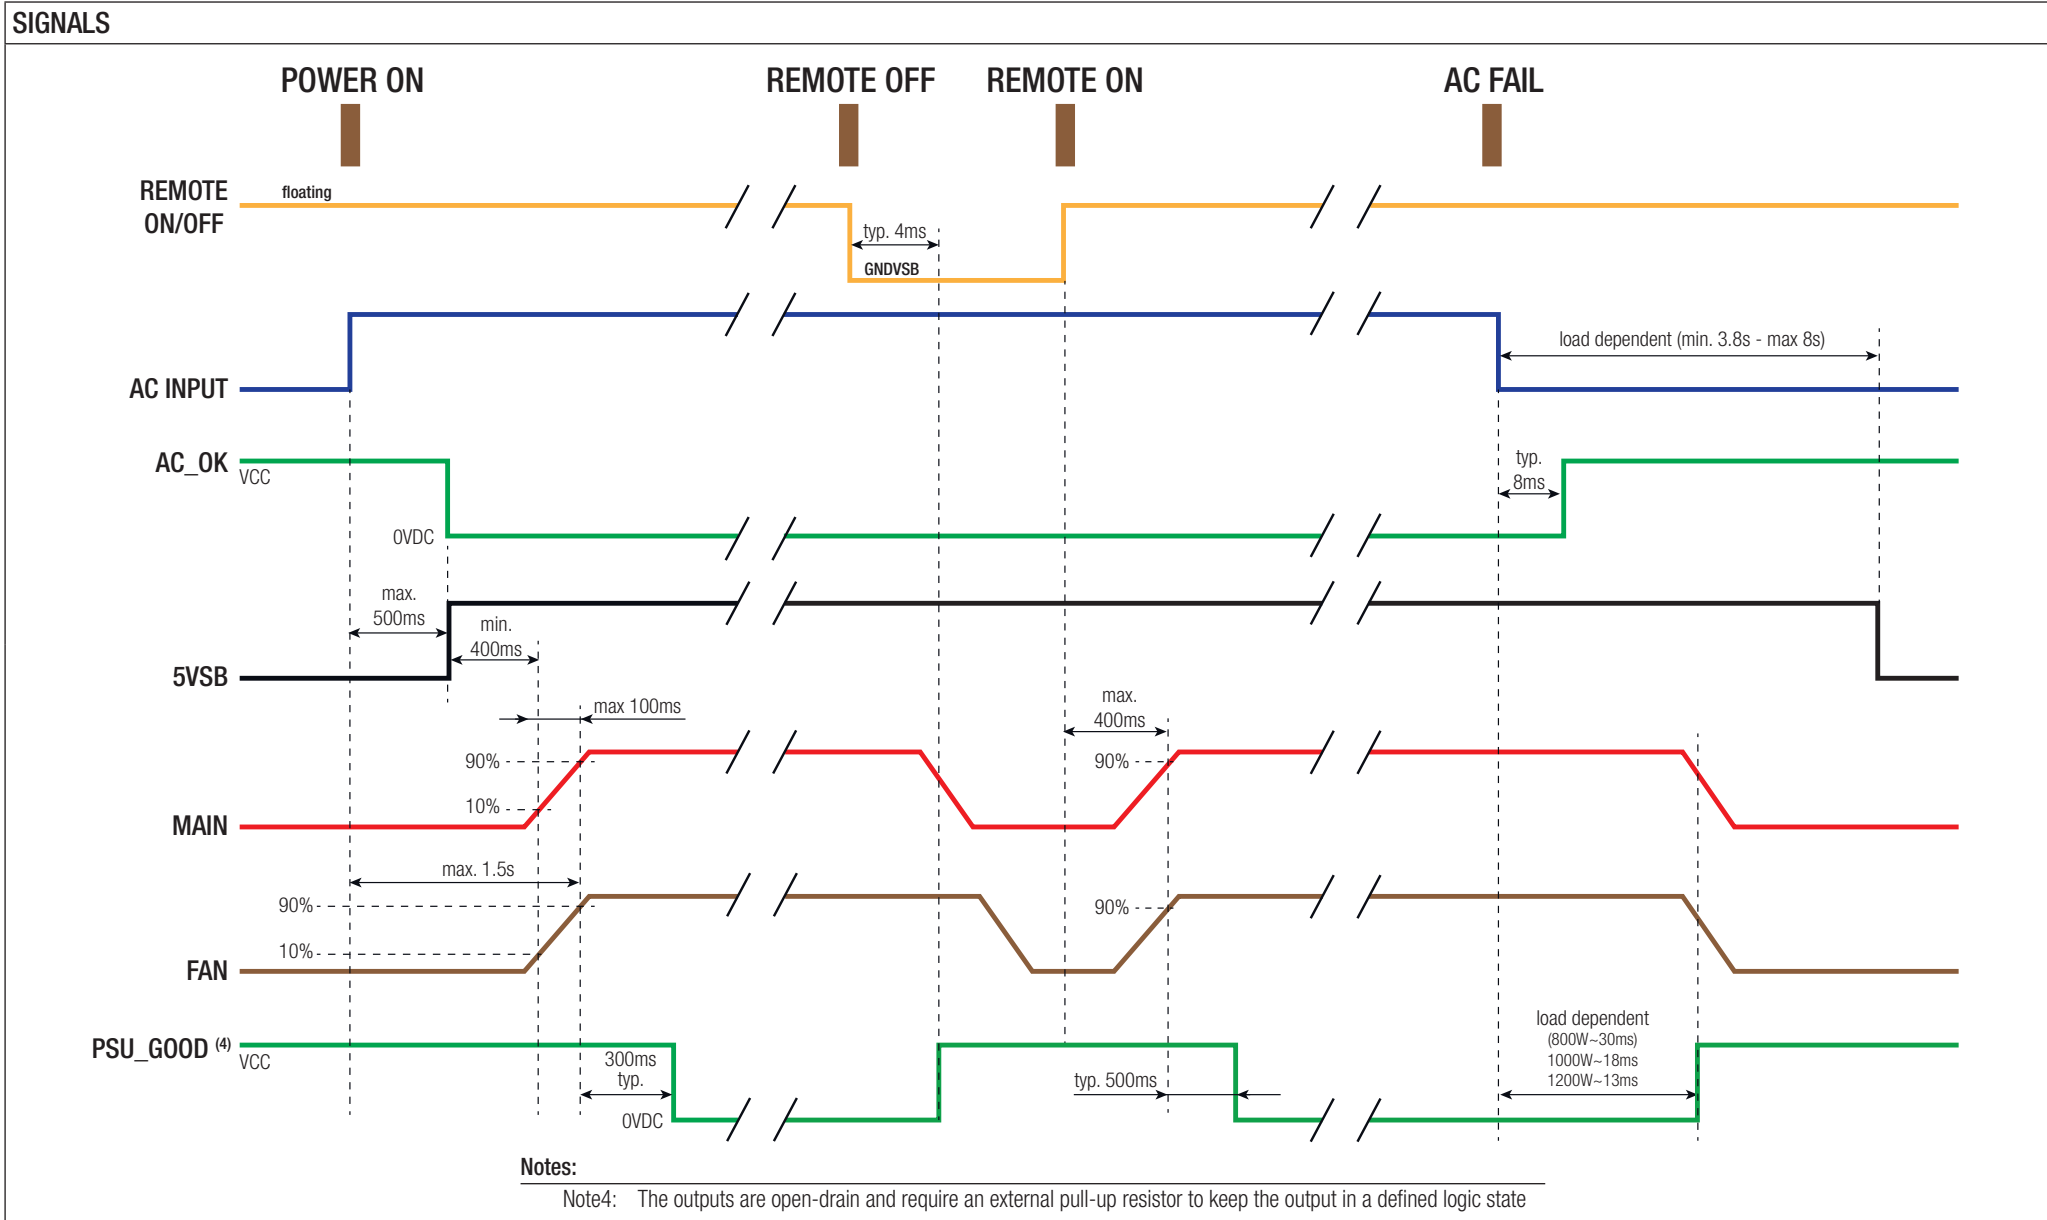 SIGNALS
POWER ON
REMOTE OFF
REMOTE ON
AC FAIL
REMOTE
ON/OFF
floating
typ. 4ms
GNDVSB
load dependent (min. 3.8s - max 8s)
AC INPUT
AC_OK
VCC
typ.
8ms
0VDC
max.
500ms
min.
400ms
5VSB
max 100ms
max.
400ms
90%
90%
10%
MAIN
max. 1.5s
90%
90%
10%
FAN
load dependent
(800W~30ms)
1000W~18ms
1200W~13ms
PSU_GOOD (4)
VCC
300ms
typ.
typ. 500ms
0VDC
Notes:
Note4: The outputs are open-drain and require an external pull-up resistor to keep the output in a defined logic state